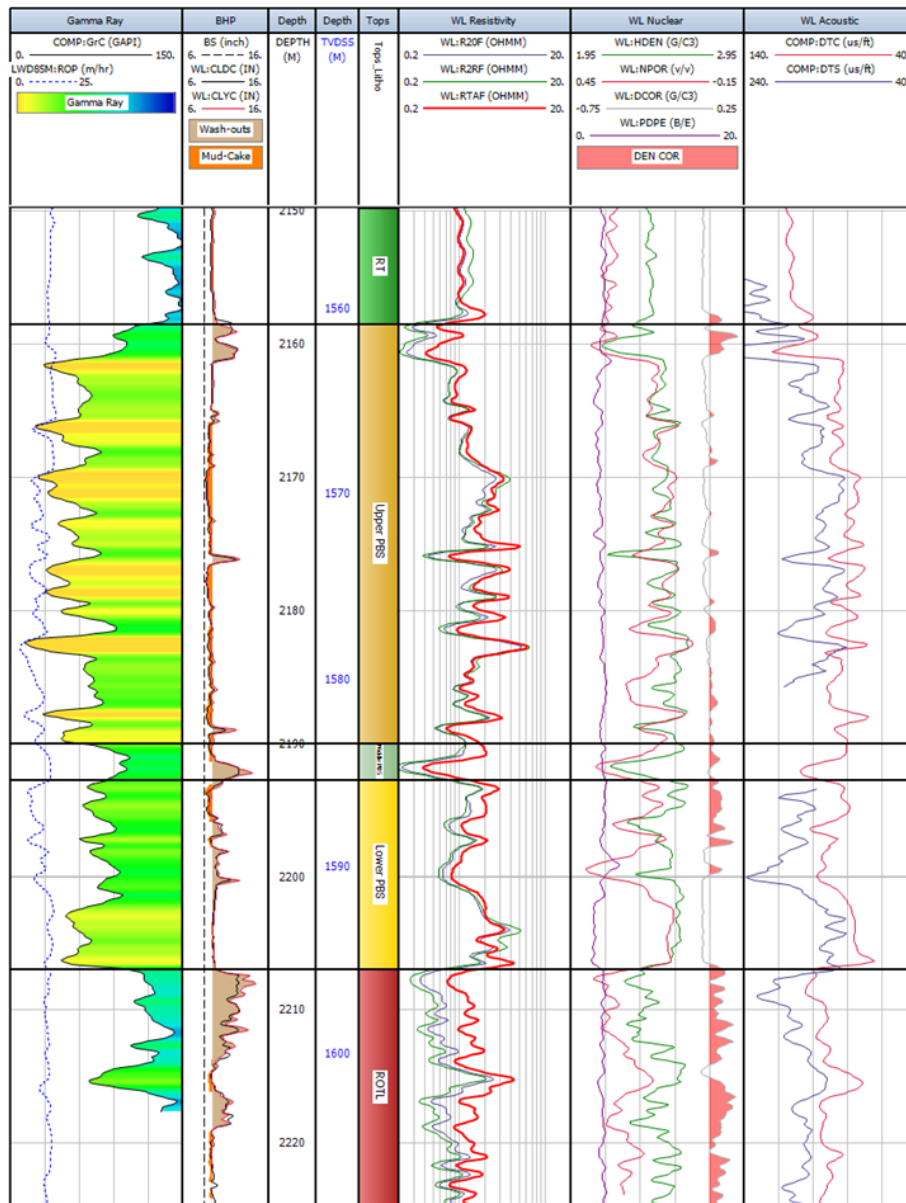 Gamma Ray BHP Depth Depth Tops WL Resistivity WL Nuclear WL Acoustic
COMP:GrC (GAPI)
0. 150.
LWD85M:ROP (m/hr)
0. 25.
Gamma Ray
BS (inch)
6. 16.
WL:CLDC (IN)
6. 16.
WL:CLYC (IN)
6. 16.
Wash-outs
Mud-Cake
DEPTH
(M)
TVDSS
(M)
Tops_Litho
WL:R20F (OHMM)
0.2 20.
WL:R2RF (OHMM)
0.2 20.
WL:RTAF (OHMM)
0.2 20.
WL:HDEN (G/C3)
1.95 2.95
WL:NPOR (v/v)
0.45 -0.15
WL:DCOR (G/C3)
-0.75 0.25
WL:PDPE (B/E)
0. 20.
DEN COR
COMP:DTC (us/ft)
140. 40
COMP:DTS (us/ft)
240. 40
2150
RT
1560
2160
2170
1570
Upper PBS
2180
1580
2190
Lower PBS
1590
2200
2210
1600
ROTL
2220